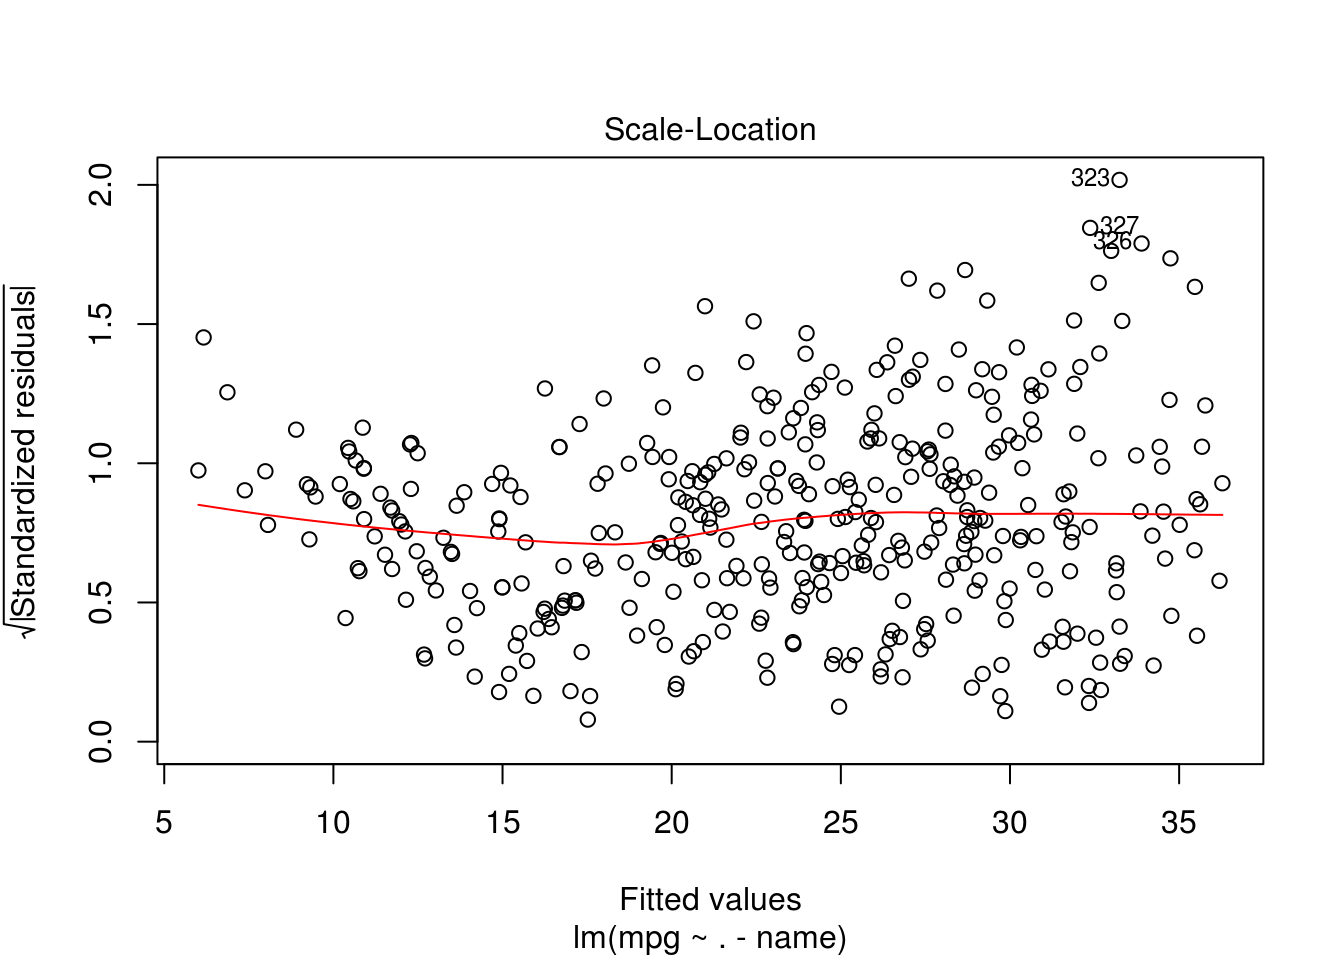 Scale-Location
√|Standardized residuals|
2.0
1.5
1.0
0.5
0.0
323
327
326
5 10 15 20 25 30 35
Fitted values
lm(mpg ~ . - name)